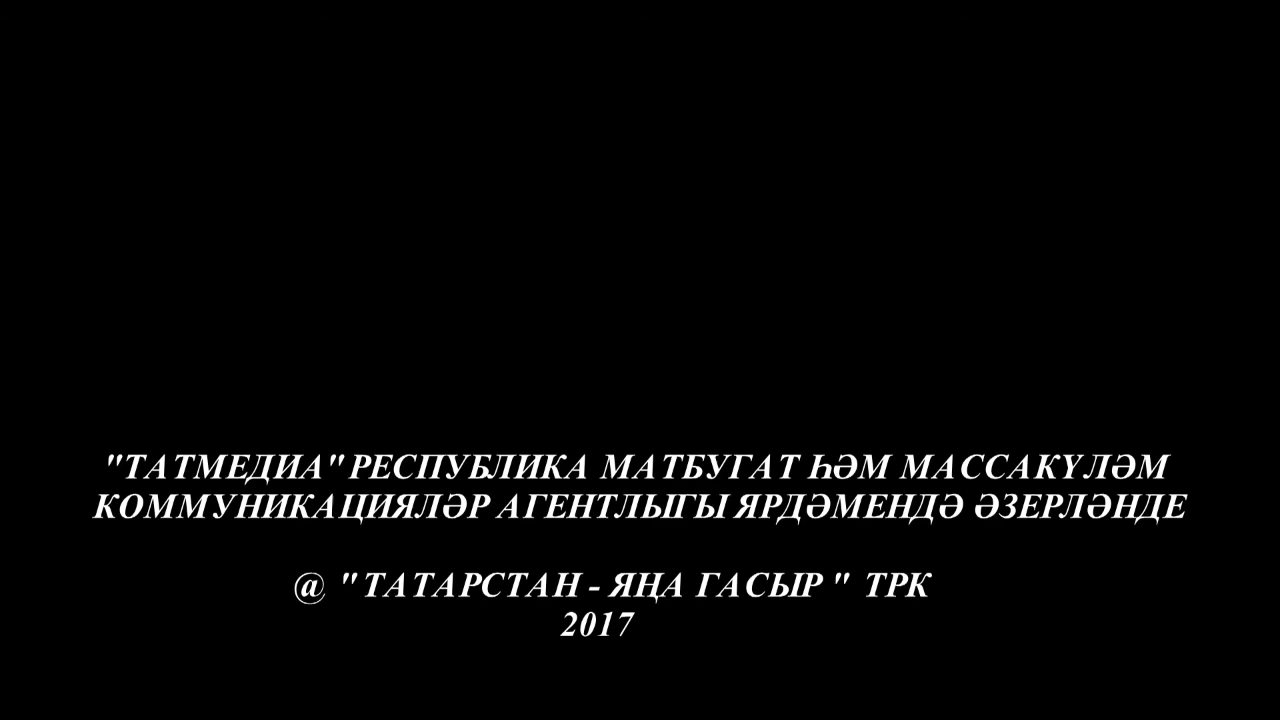 "ТАТМЕДИА" РЕСПУБЛИКА МАТБУГАТ ҺӘМ МАССАКҮЛӘМ
КОММУНИКАЦИЯЛӘР АГЕНТЛЫГЫ ЯРДӘМЕНДӘ ӘЗЕРЛӘНДЕ
@ "ТАТАРСТАН - ЯҢА ГАСЫР " ТРК
2017